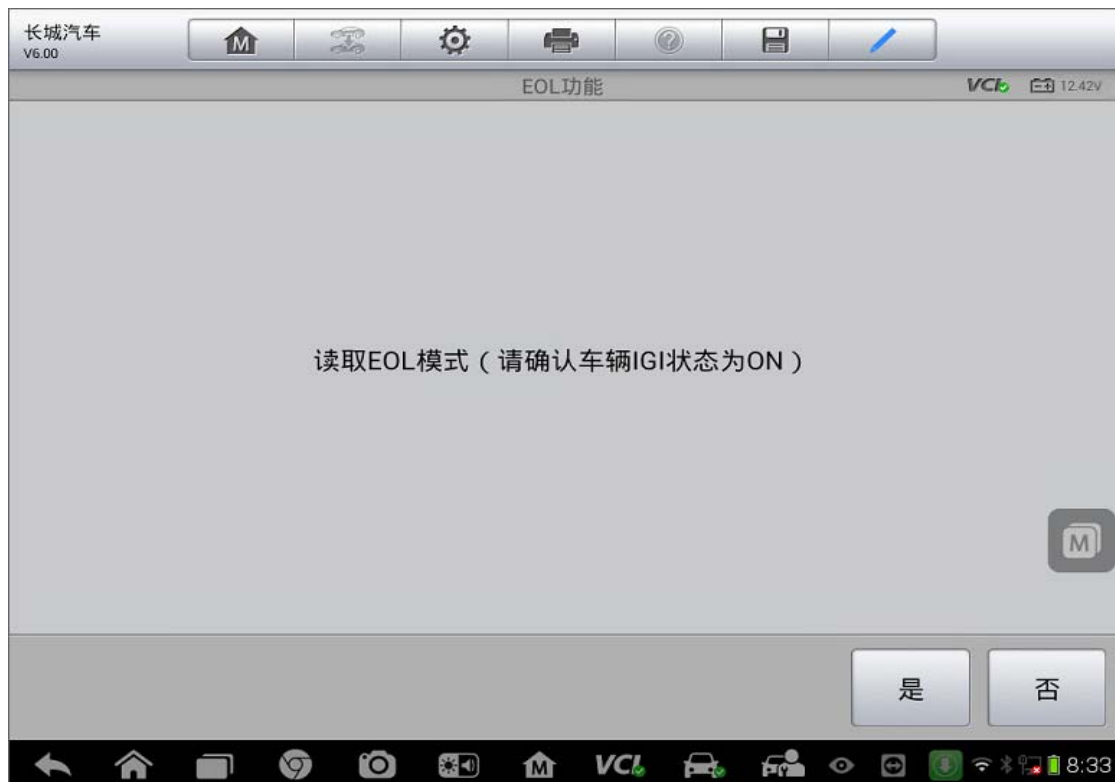 长城汽车
V6.00
M
EOL功能
VCI
12.42V
读取EOL模式（请确认车辆IGI状态为ON）
M
是
否
M
VCI
8:33